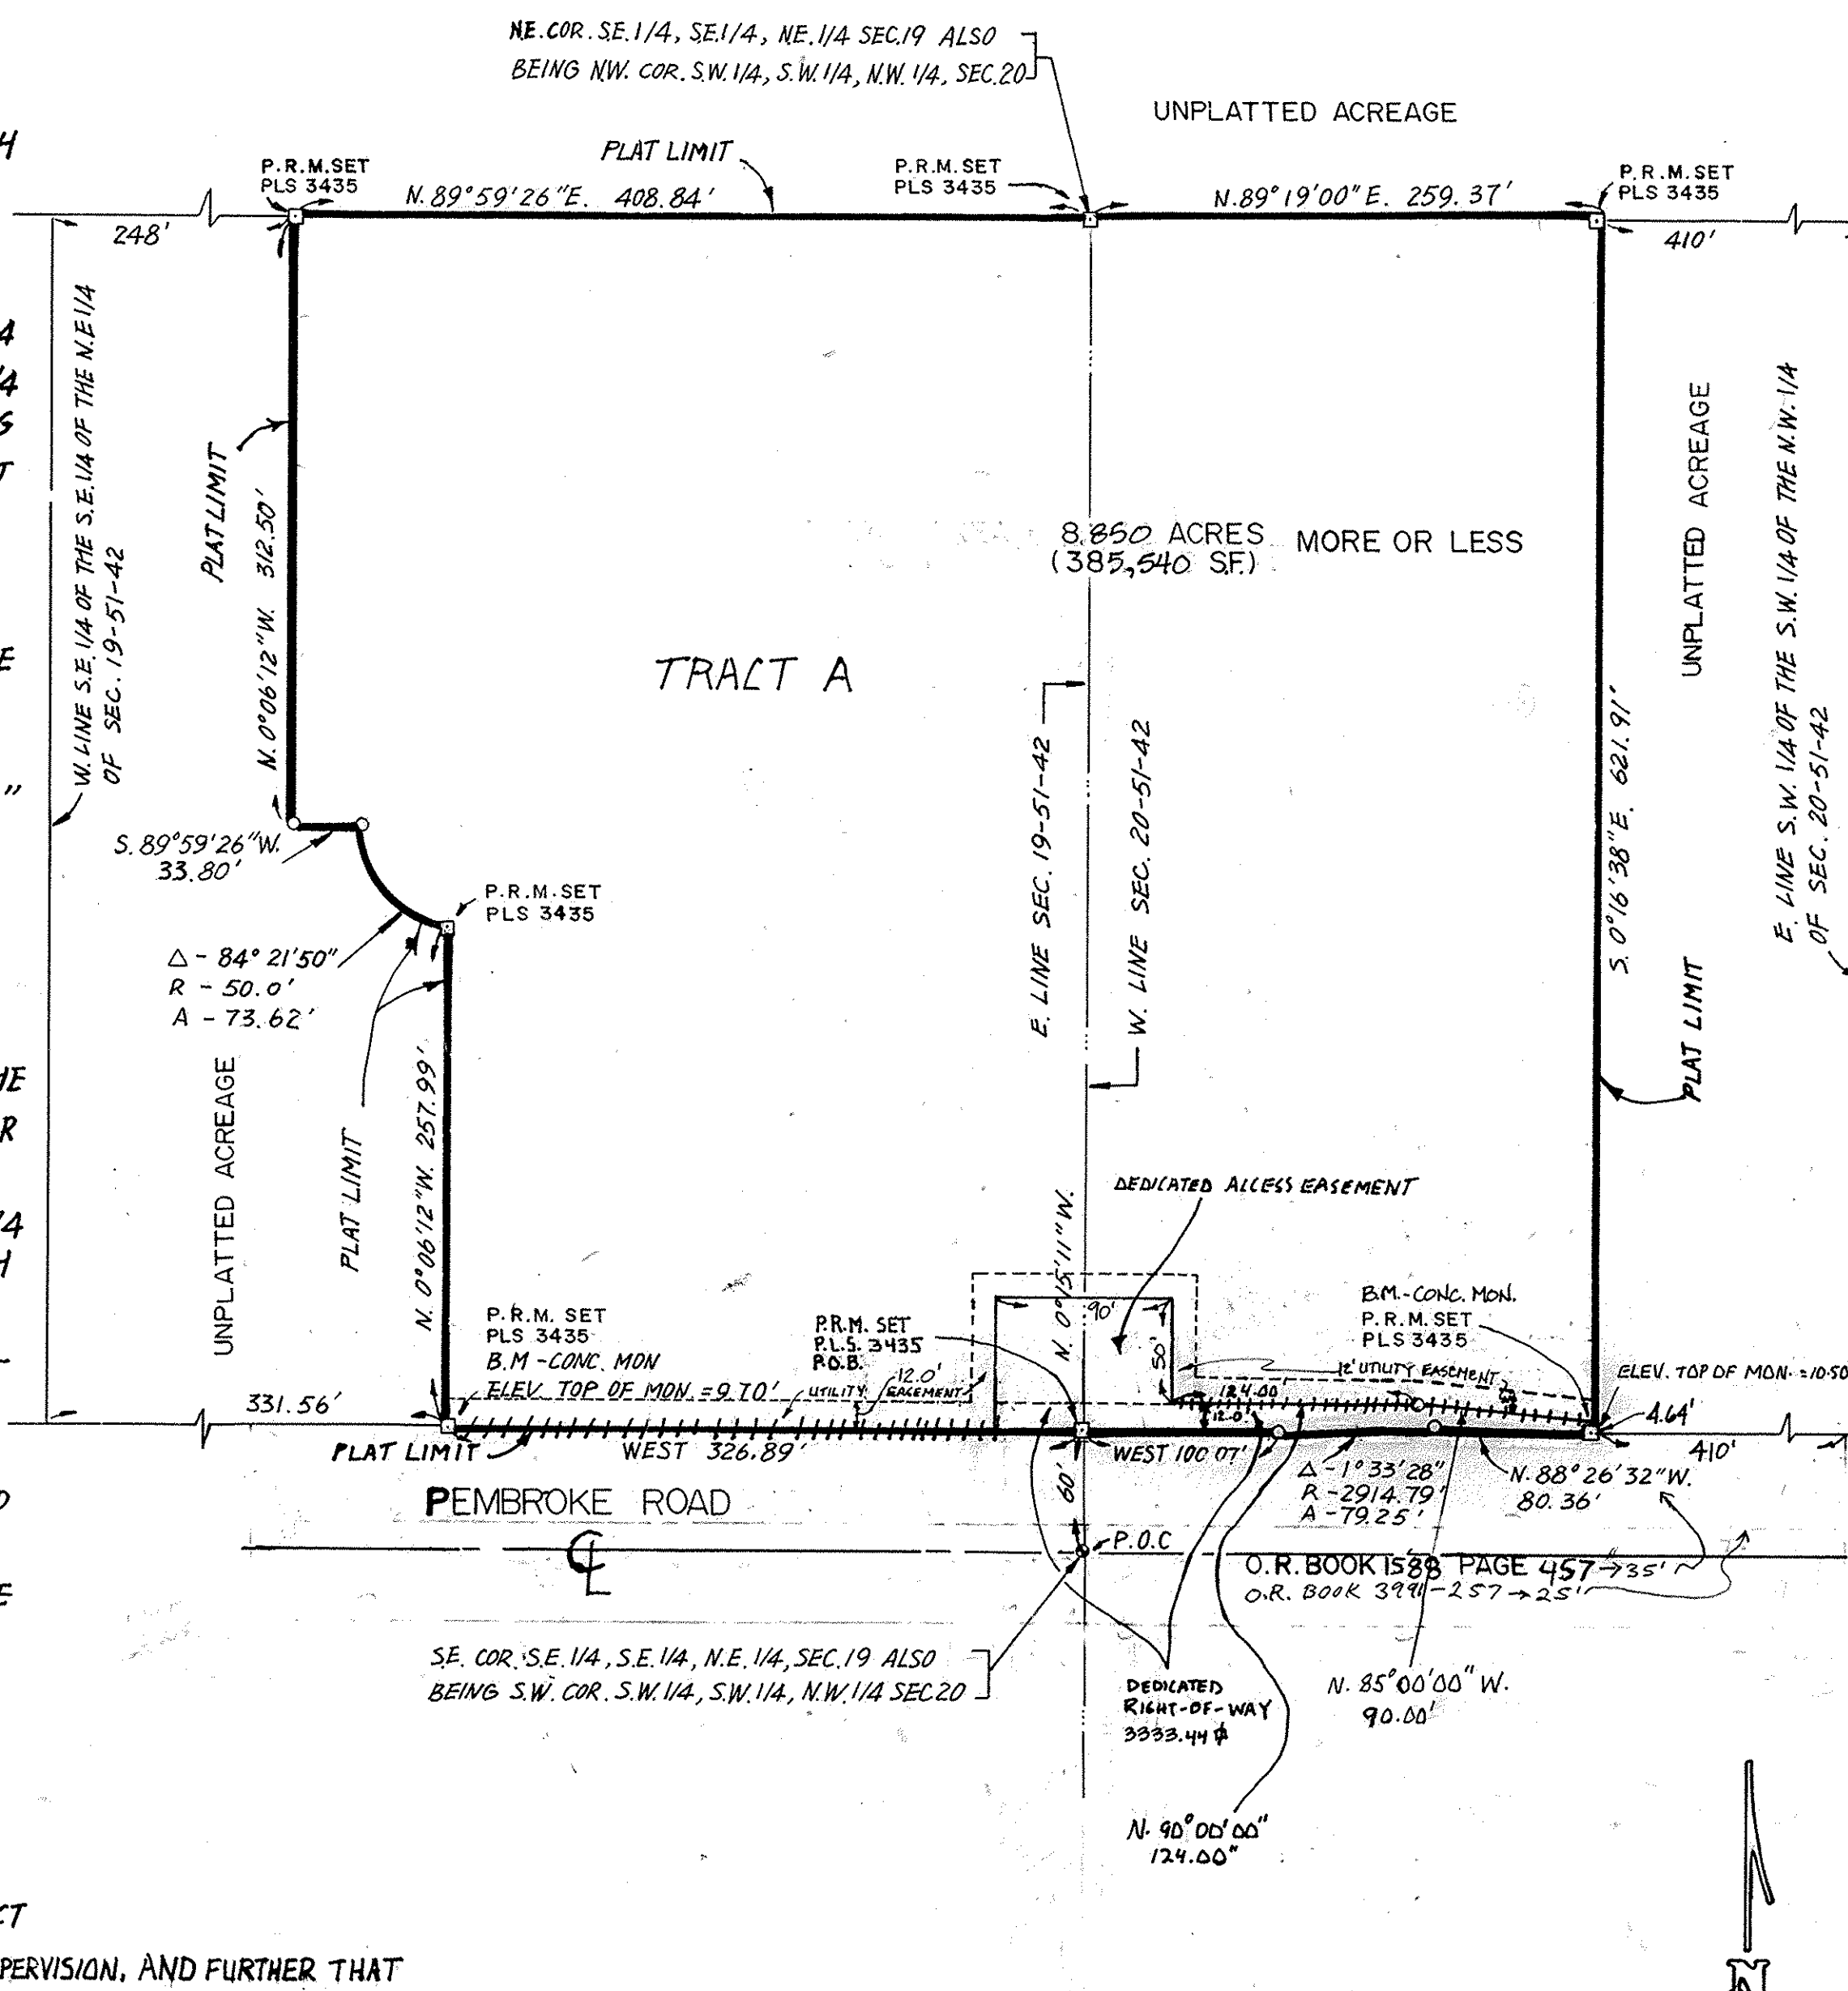 N.E. COR. S.E. 1/4, S.E. 1/4, N.E. 1/4 SEC. 19 ALSO
BEING N.W. COR. S.W. 1/4, S.W. 1/4, N.W. 1/4, SEC. 20
UNPLATTED ACREAGE
P.R.M. SET
PLS 3435
PLAT LIMIT
P.R.M. SET
PLS 3435
P.R.M. SET
PLS 3435
N. 89°59'26"E. 408.84'
N. 89°19'00"E. 259.37'
248'
410'
W. LINE S.E. 1/4 OF THE S.E. 1/4 OF THE N.E 1/4
OF SEC. 19-51-42
PLAT LIMIT
N. 0°06'12"W. 312.50'
8.850 ACRES MORE OR LESS
(385,540 S.F.)
TRACT A
UNPLATTED ACREAGE
E. LINE S.W. 1/4 OF THE S.W. 1/4 OF THE N.W. 1/4
OF SEC. 20-51-42
S. 0°16'38"E. 621.91'
E. LINE SEC. 19-51-42
W. LINE SEC. 20-51-42
S. 89°59'26"W.
33.80'
P.R.M. SET
PLS 3435
Δ - 84°21'50"
R - 50.0'
A - 73.62'
PLAT LIMIT
UNPLATTED ACREAGE
PLAT LIMIT
N. 0°06'12"W. 257.99'
DEDICATED ACCESS EASEMENT
N. 0°15'11"W.
90'
50'
P.R.M. SET
PLS 3435
B.M - CONC. MON
ELEV. TOP OF MON. = 9.70'
P.R.M. SET
P.L.S. 3435
P.O.B.
12.0'
UTILITY EASEMENT
B.M. - CONC. MON.
P.R.M. SET
PLS 3435
12' UTILITY EASEMENT
124.00
12.0'
ELEV. TOP OF MON. = 10.50
4.64'
331.56'
410'
PLAT LIMIT
WEST 326.89'
WEST 100.07'
60'
Δ - 1°33'28"
R - 2914.79'
A - 79.25'
N. 88°26'32"W.
80.36'
PEMBROKE ROAD
CL
P.O.C
O.R. BOOK 1588 PAGE 457 → 35'
O.R. BOOK 3991 - 257 → 25'
S.E. COR. S.E. 1/4, S.E. 1/4, N.E. 1/4, SEC. 19 ALSO
BEING S.W. COR. S.W. 1/4, S.W. 1/4, N.W. 1/4 SEC 20
DEDICATED
RIGHT-OF-WAY
3333.44
N. 85°00'00" W.
90.00'
N. 90°00'00"
124.00"
PERVISION, AND FURTHER THAT
N